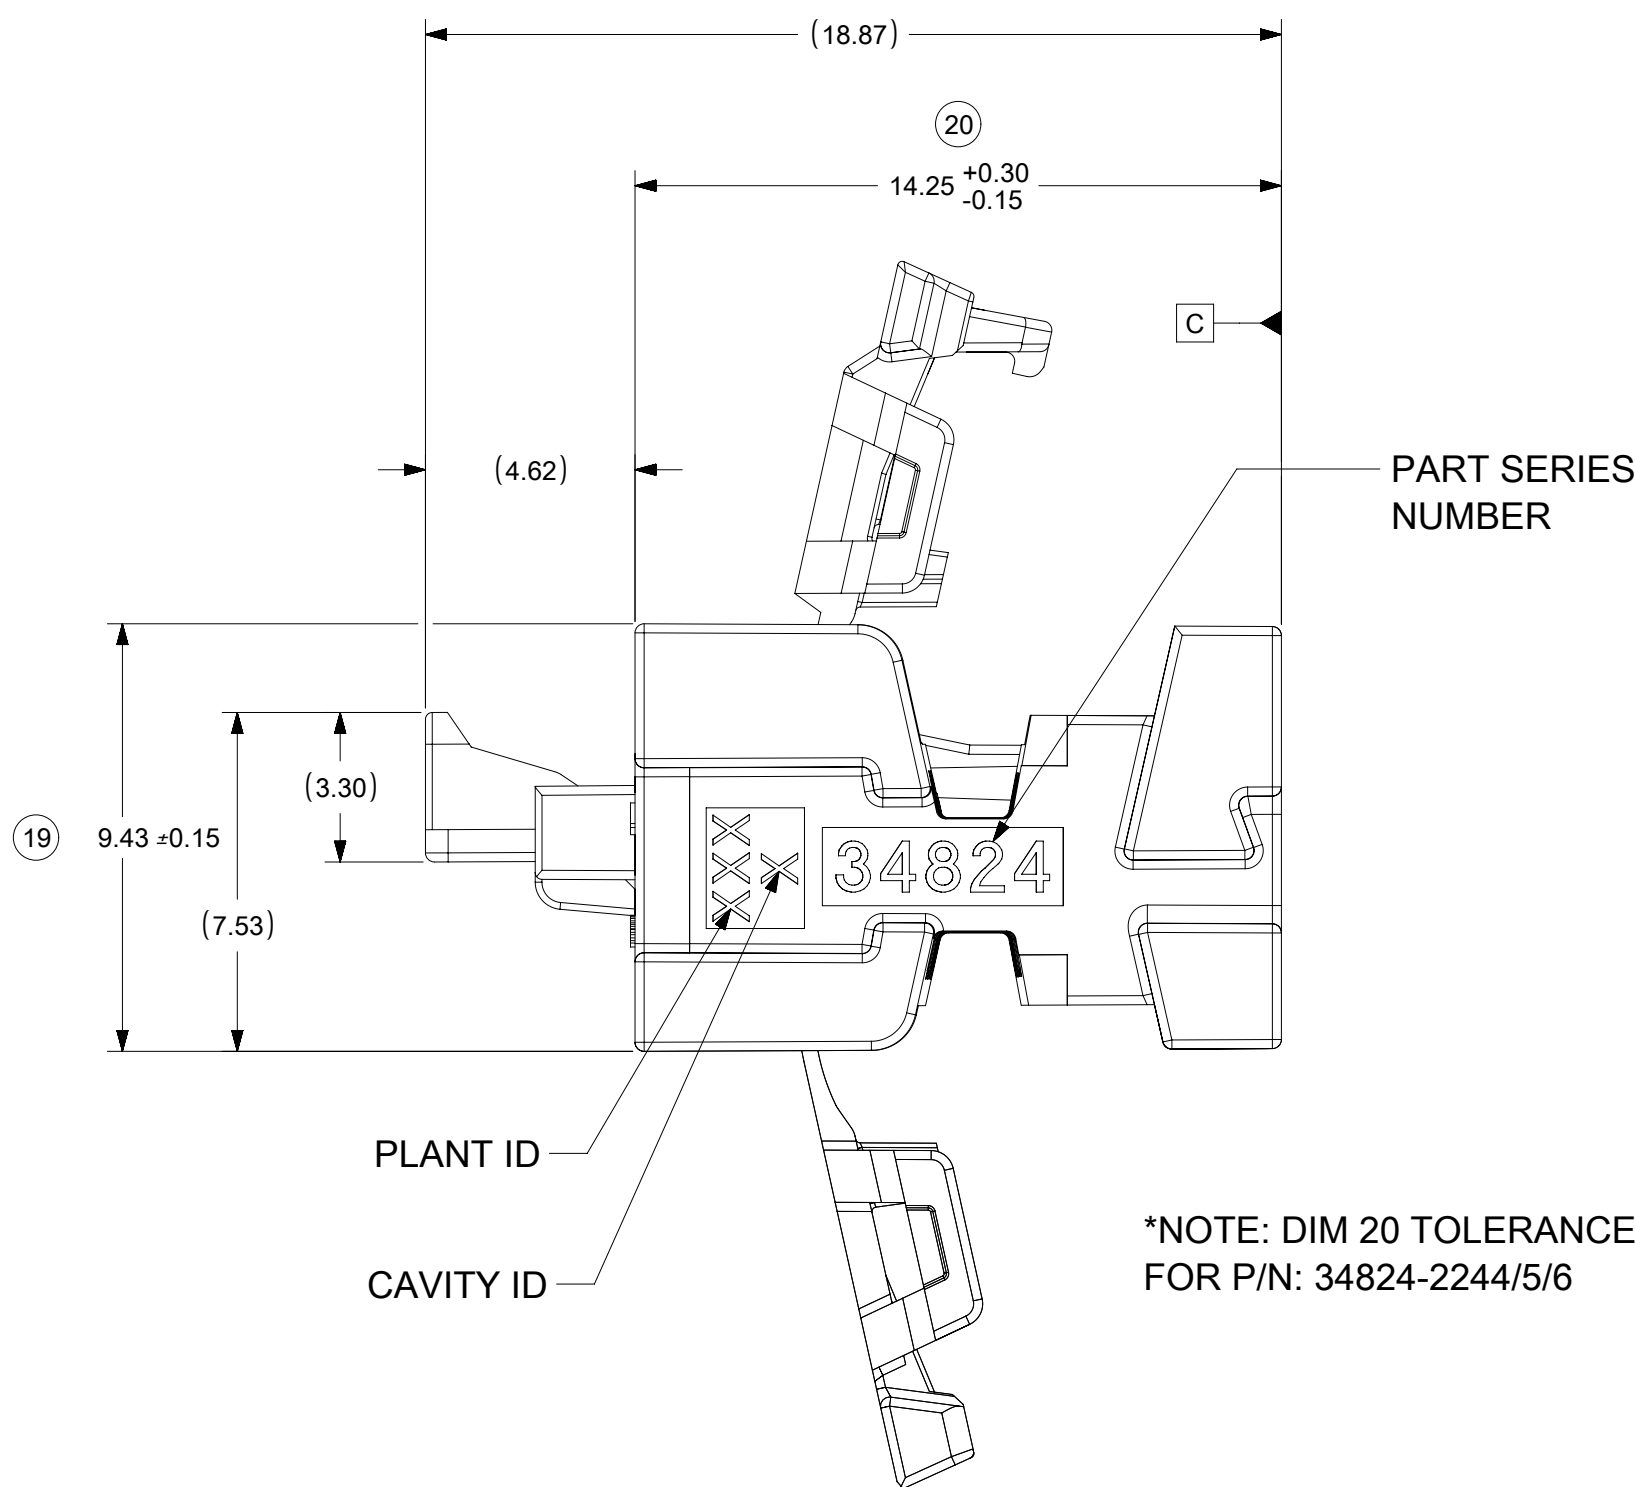 (18.87)
20
14.25 +0.30
-0.15
C
(4.62)
PART SERIES
NUMBER
(3.30)
19 9.43 ±0.15
XXX
X
34824
(7.53)
PLANT ID
CAVITY ID
*NOTE: DIM 20 TOLERANCE
FOR P/N: 34824-2244/5/6